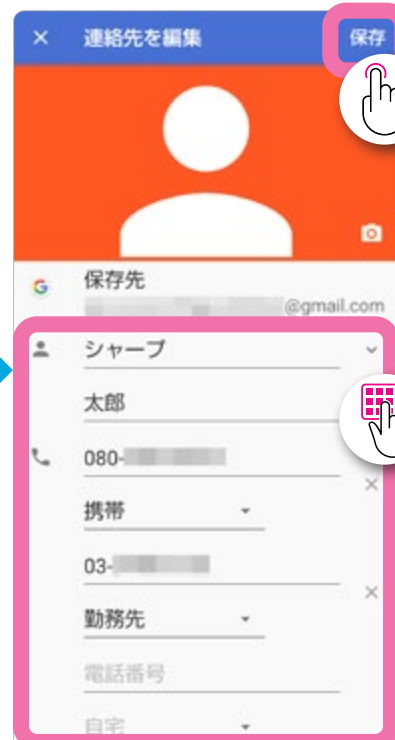 × 連絡先を編集 保存
G 保存先
@gmail.com
シャープ
太郎
080-
携帯
03-
勤務先
電話番号
自宅